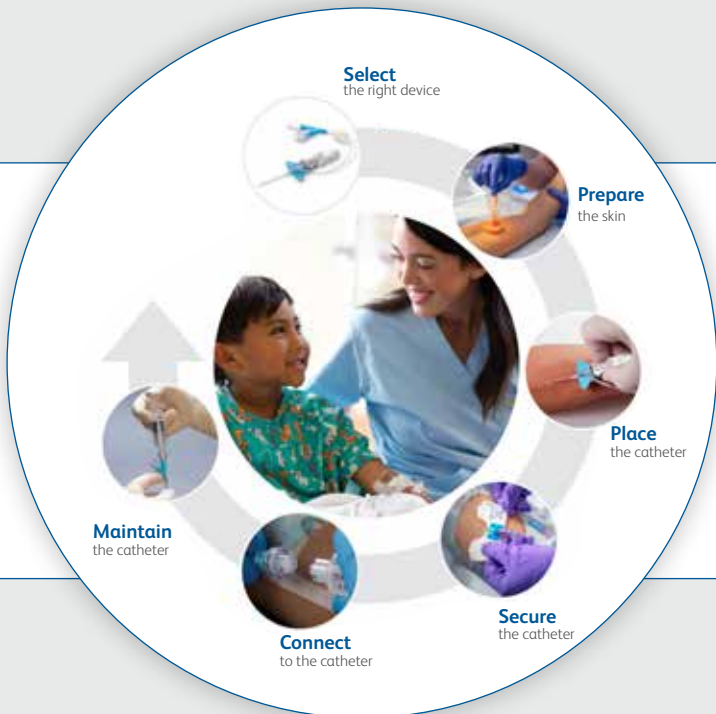 Select
the right device
Prepare
the skin
Place
the catheter
Secure
the catheter
Connect
to the catheter
Maintain
the catheter